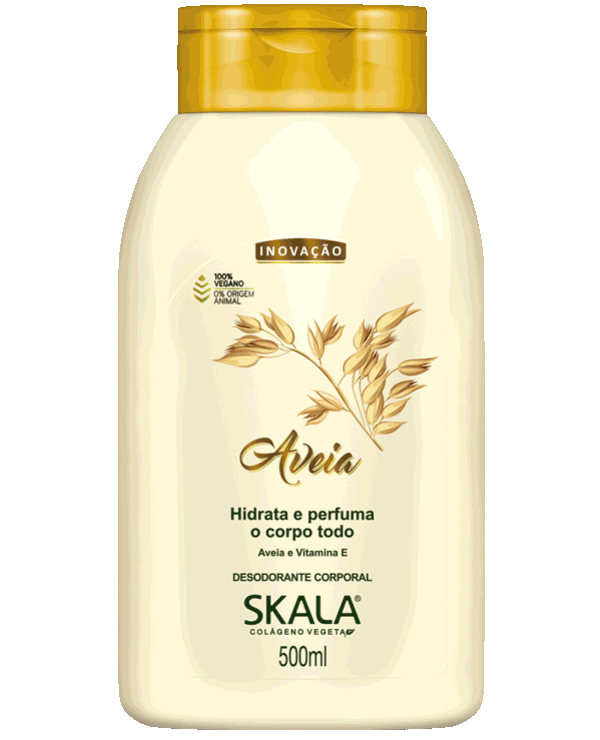 INOVAÇÃO
100%
VEGANO
0% ORIGEM
ANIMAL
Aveia
Hidrata e perfuma
o corpo todo
Aveia e Vitamina E
DESODORANTE CORPORAL
SKALA®
COLÁGENO VEGETAL
500ml